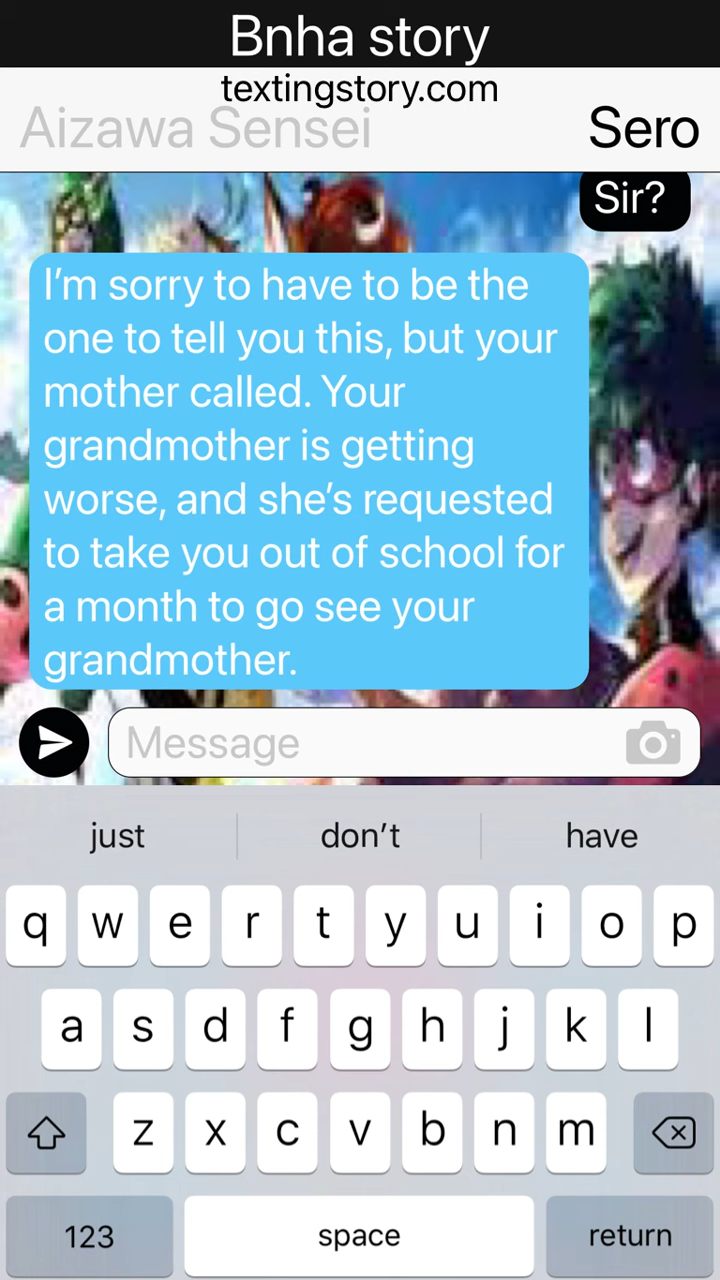 Bnha story
textingstory.com
Aizawa Sensei Sero
Sir?
I’m sorry to have to be the
one to tell you this, but your
mother called. Your
grandmother is getting
worse, and she’s requested
to take you out of school for
a month to go see your
grandmother.
Message
just don’t have
q w e r t y u i o p
a s d f g h j k l
z x c v b n m
123 space return